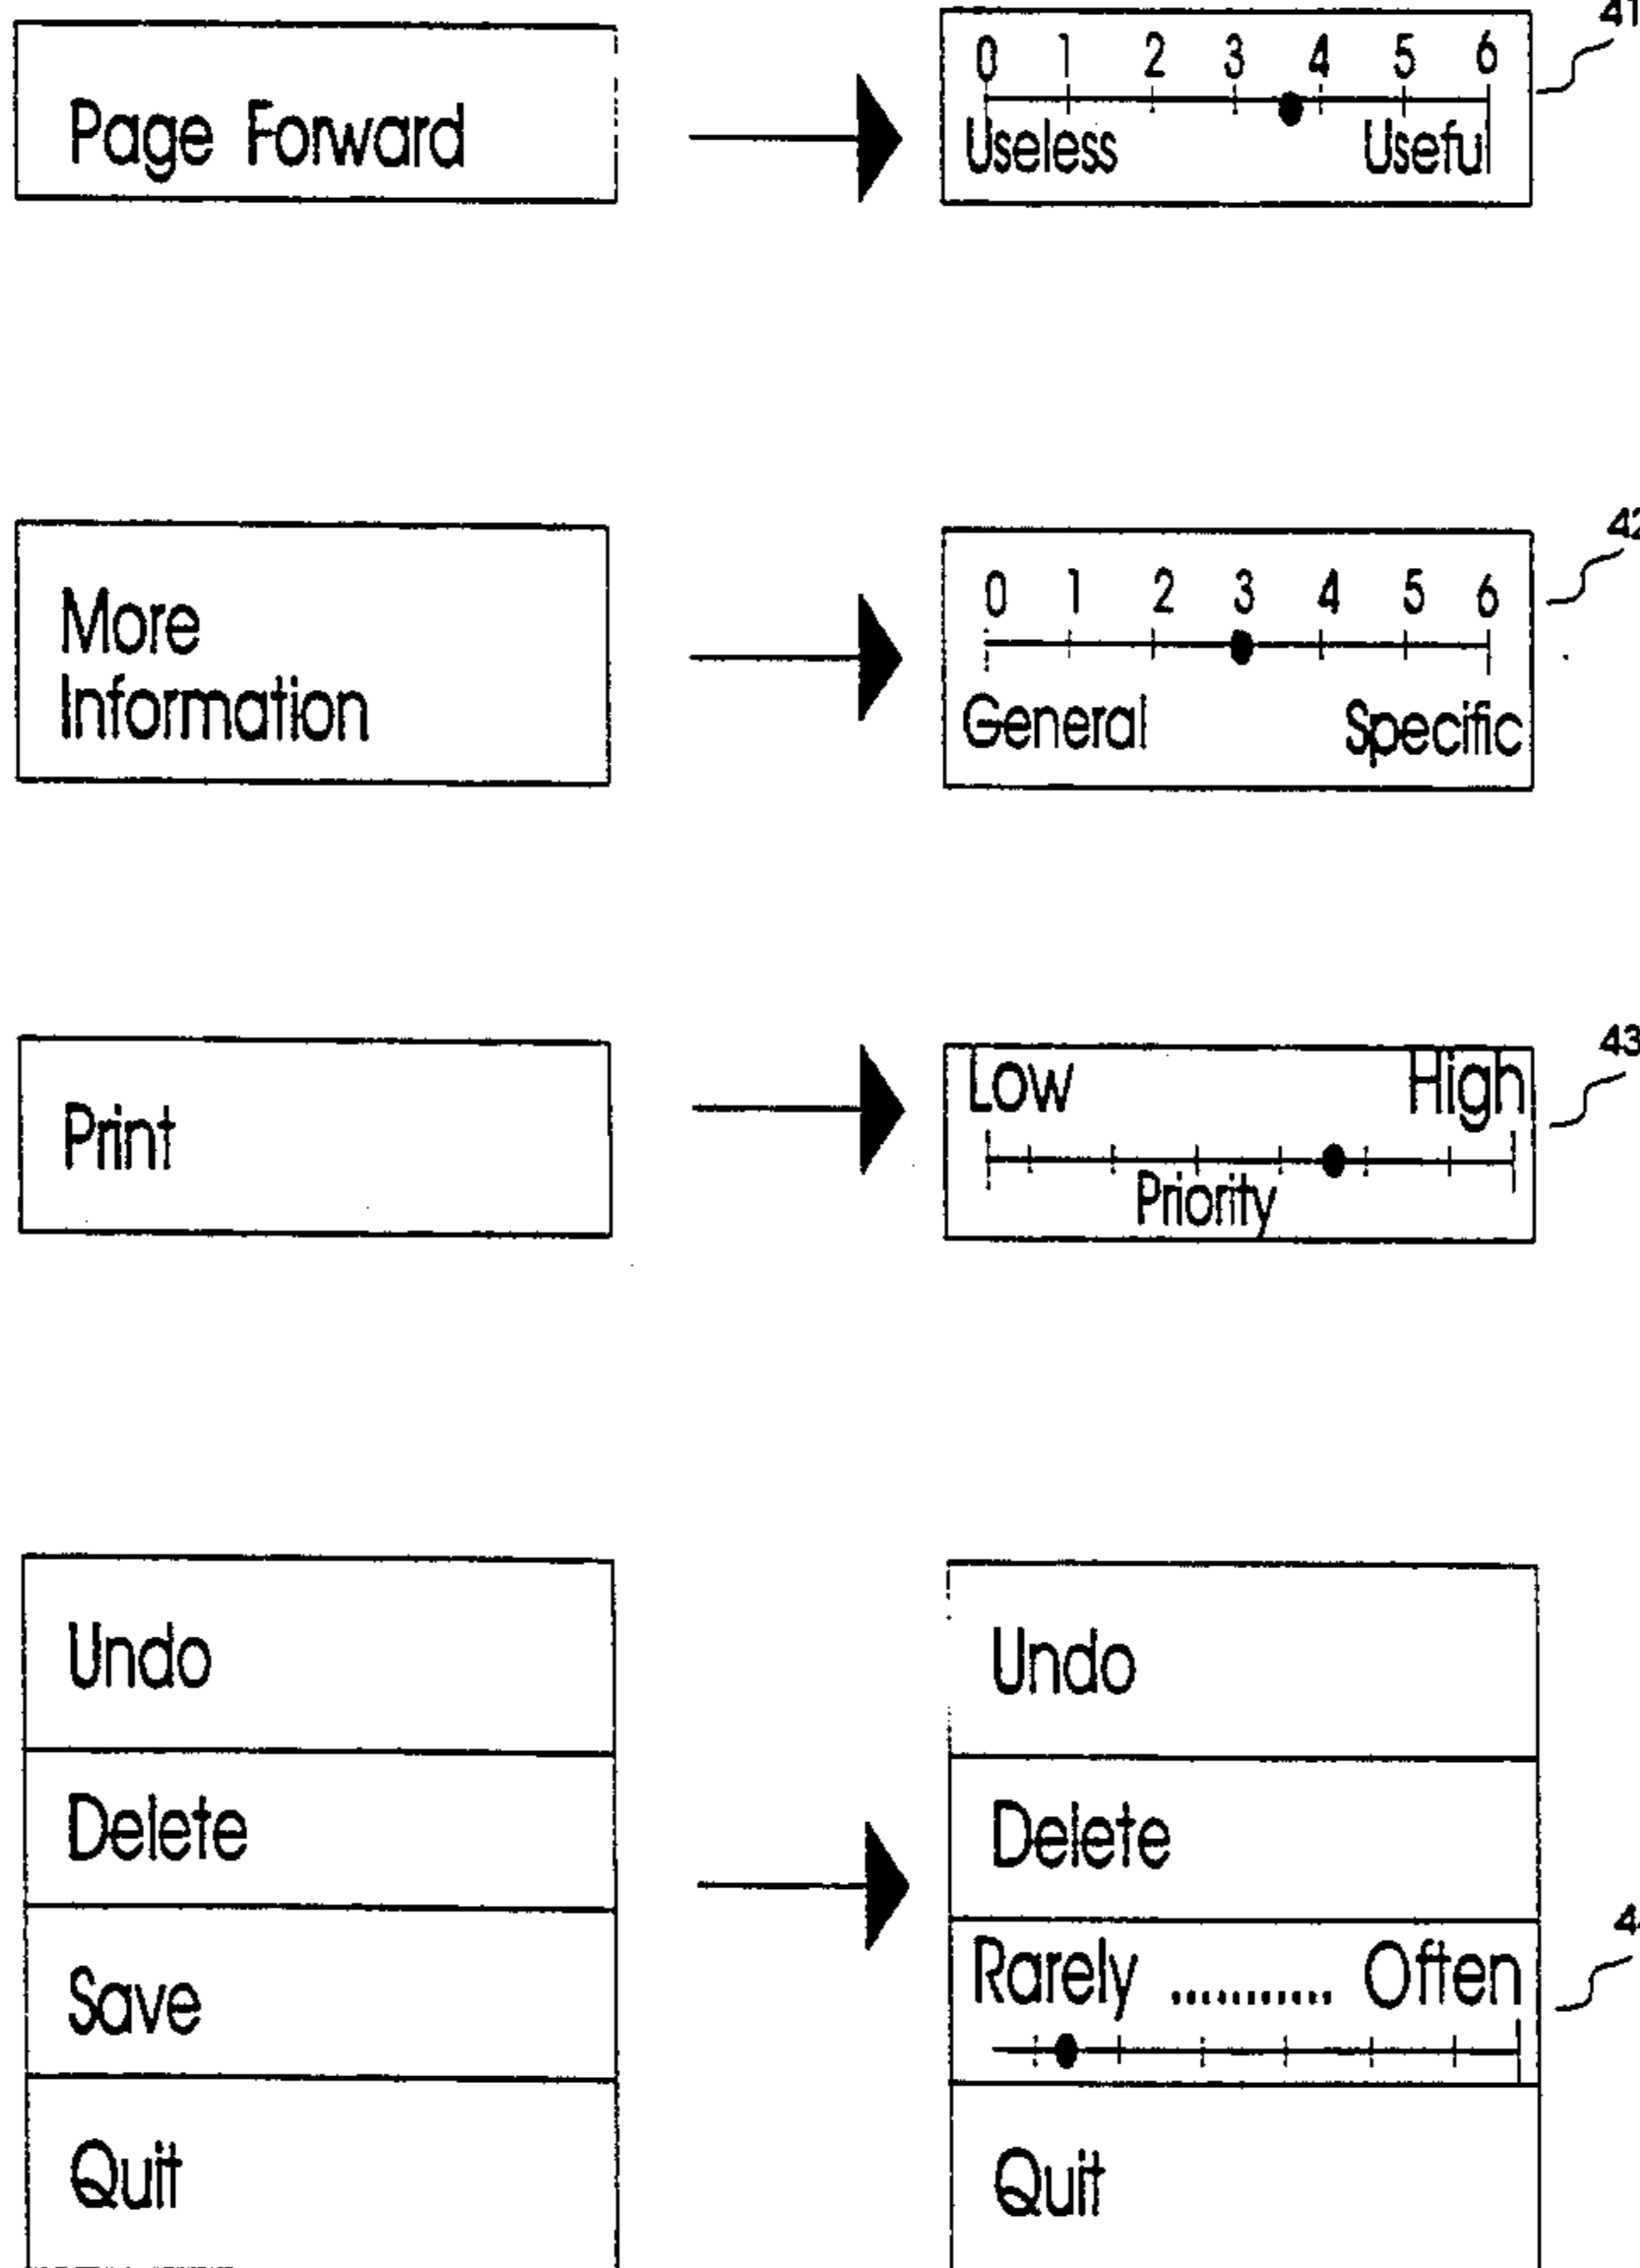 41
0 1 2 3 4 5 6
Page Forward
Useless Useful
42
0 1 2 3 4 5 6
More
Information
General Specific
43
Low High
Print
Priority
Undo
Undo
Delete
Delete
Rarely ........... Often
Save
Quit
Quit